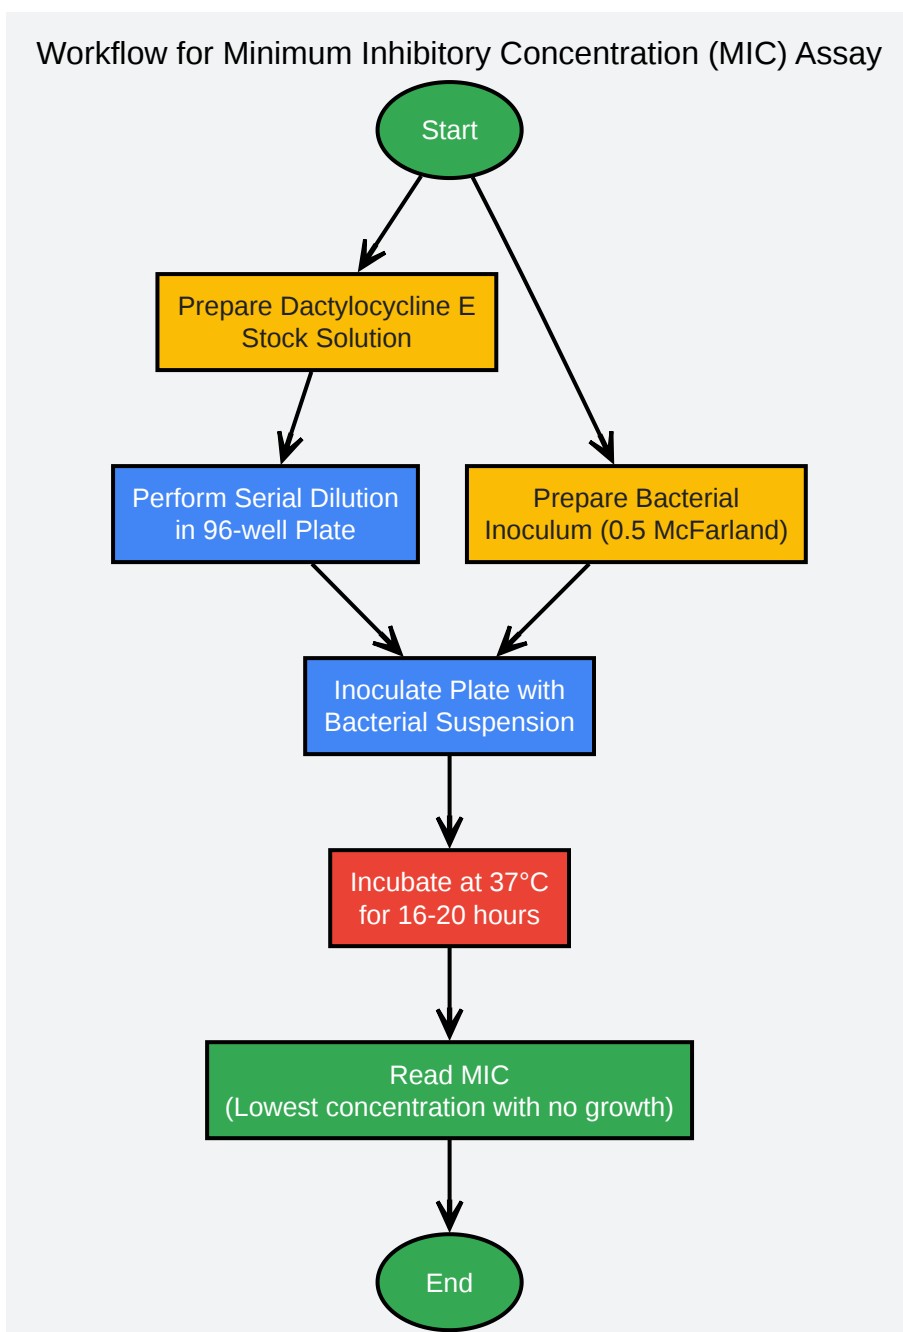 Workflow for Minimum Inhibitory Concentration (MIC) Assay
Start
Prepare Dactylocycline E
Stock Solution
Perform Serial Dilution
in 96-well Plate
Prepare Bacterial
Inoculum (0.5 McFarland)
Inoculate Plate with
Bacterial Suspension
Incubate at 37°C
for 16-20 hours
Read MIC
(Lowest concentration with no growth)
End